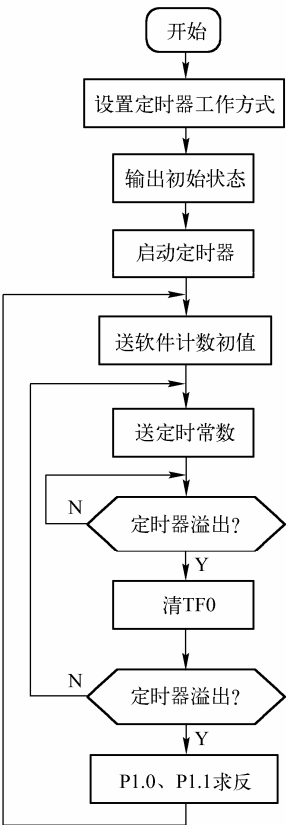 开始
设置定时器工作方式
输出初始状态
启动定时器
送软件计数初值
送定时常数
N
定时器溢出?
Y
清TF0
N
定时器溢出?
Y
P1.0、P1.1求反